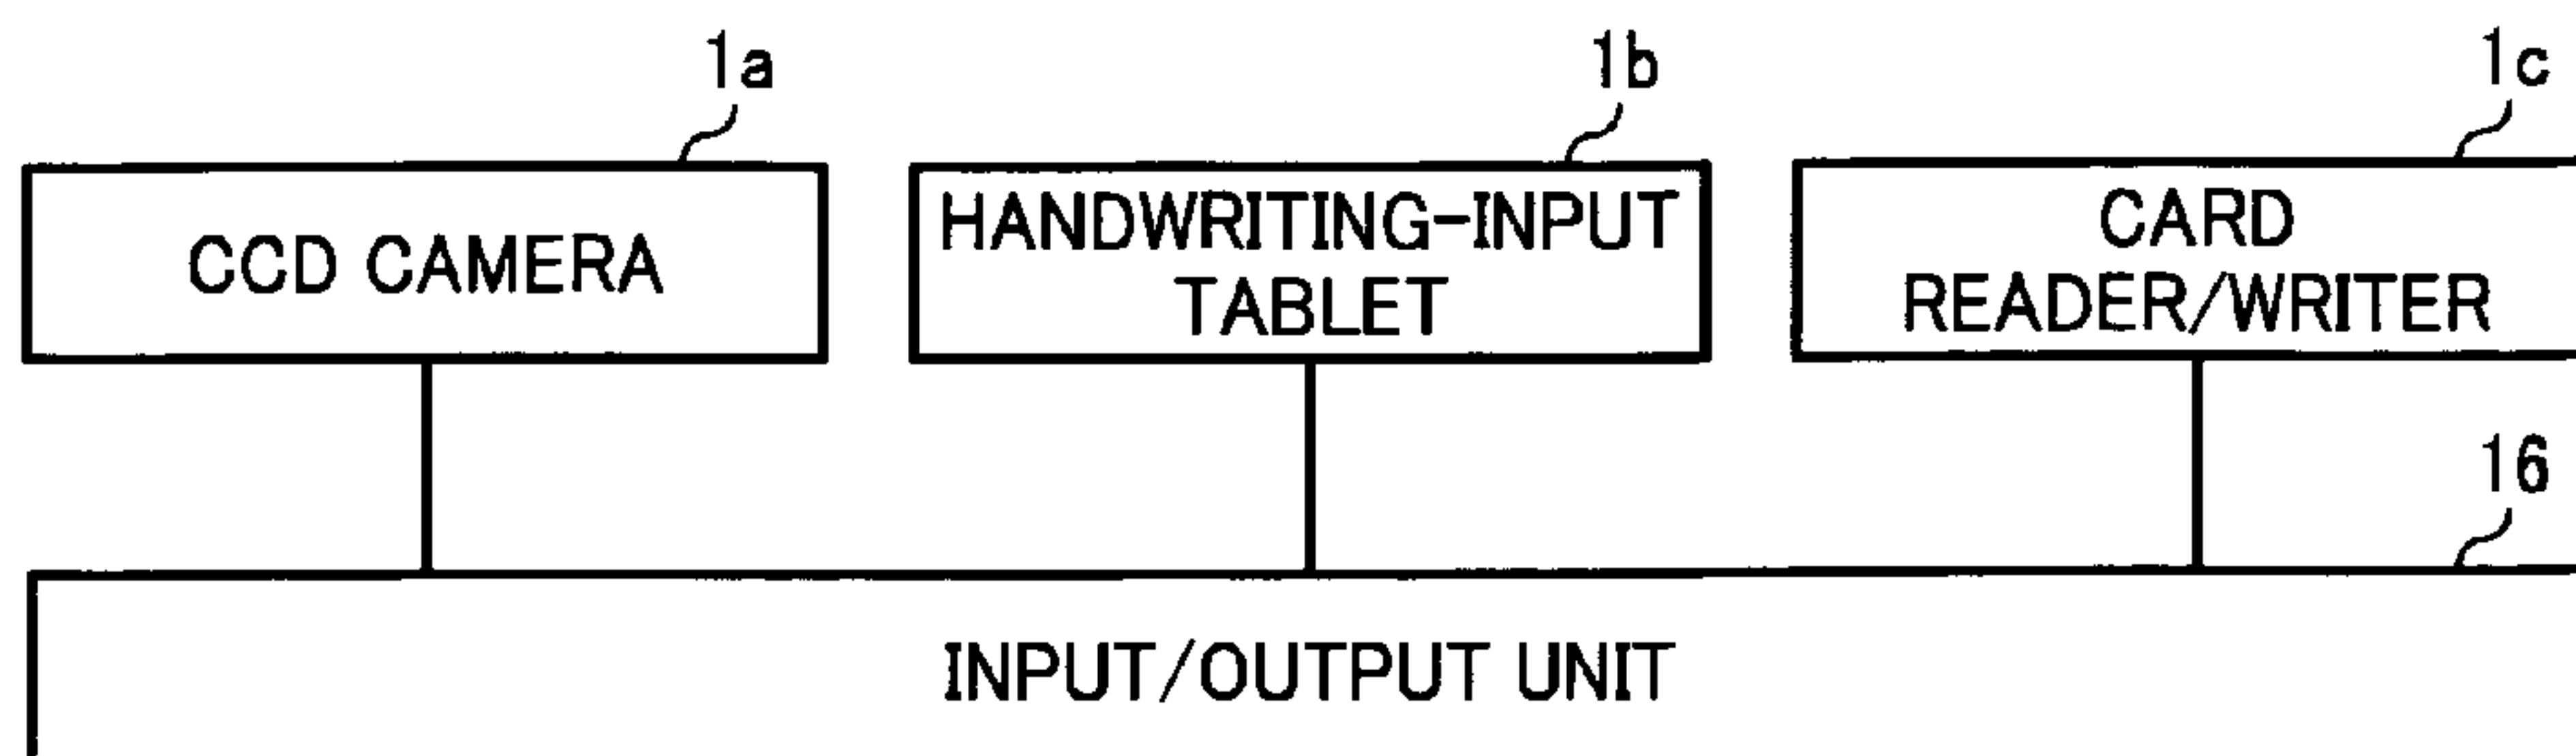 1a
1b
1c
CCD CAMERA
HANDWRITING-INPUT
TABLET
CARD
READER/WRITER
16
INPUT/OUTPUT UNIT